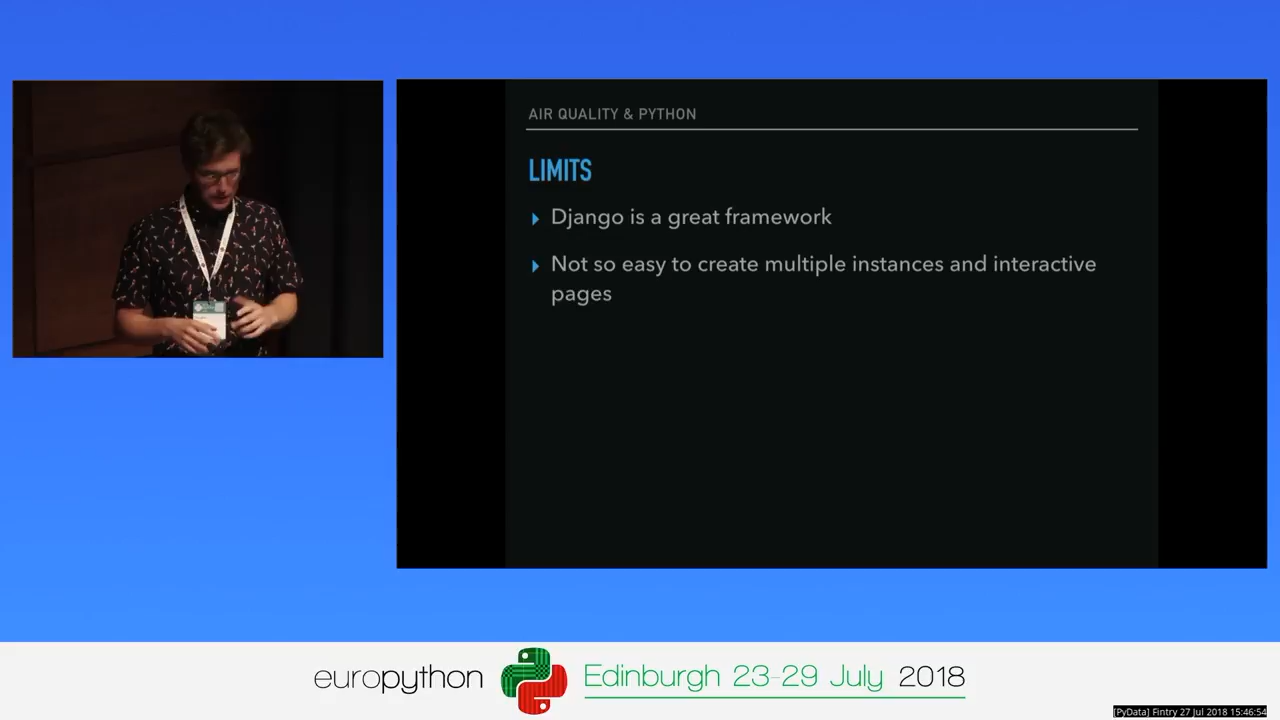 AIR QUALITY & PYTHON
LIMITS
Django is a great framework
Not so easy to create multiple instances and interactive
pages
europython
Edinburgh 23-29 July 2018
[PyData] Fintry 27 Jul 2018 15:46:54